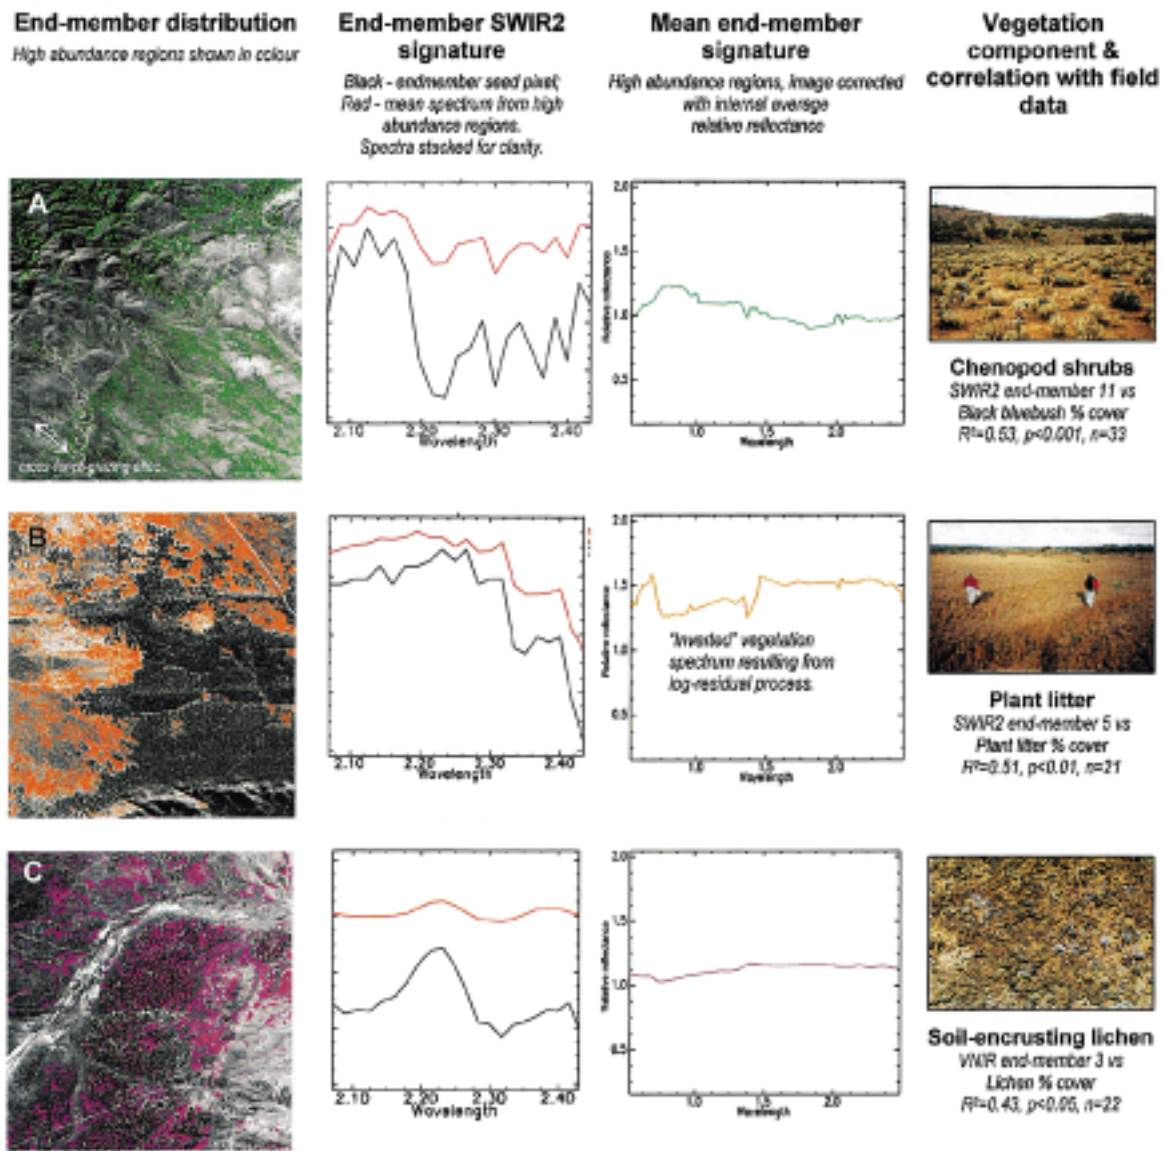 End-member distribution
High abundance regions shown in colour
End-member SWIR2
signature
Black - endmember seed pixel;
Red - mean spectrum from high
abundance regions.
Spectra stacked for clarity.
Mean end-member
signature
High abundance regions, image corrected
with internal average
relative reflectance
Vegetation
component &
correlation with field
data
A
2.10 2.20 2.30 2.40
Wavelength
2.0
1.5
1.0
0.5
Relative reflectance
1.0 1.5 2.0
Wavelength
Chenopod shrubs
SWIR2 end-member 11 vs
Black bluebush % cover
R²=0.53, p<0.001, n=33
B
2.10 2.20 2.30 2.40
Wavelength
2.0
1.5
1.0
0.5
Relative reflectance
"Inverted" vegetation
spectrum resulting from
log-residual process.
1.0 1.5 2.0
Wavelength
Plant litter
SWIR2 end-member 5 vs
Plant litter % cover
R²=0.51, p<0.01, n=21
C
2.10 2.20 2.30 2.40
Wavelength
2.0
1.5
1.0
0.5
Relative reflectance
1.0 1.5 2.0
Wavelength
Soil-encrusting lichen
VNIR end-member 3 vs
Lichen % cover
R²=0.43, p<0.05, n=22